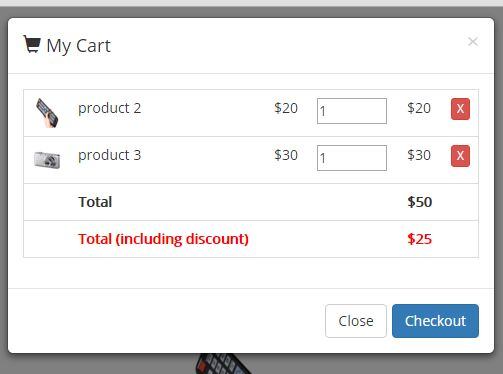 My Cart ×
product 2 $20 1 $20 X
product 3 $30 1 $30 X
Total $50
Total (including discount) $25
Close Checkout